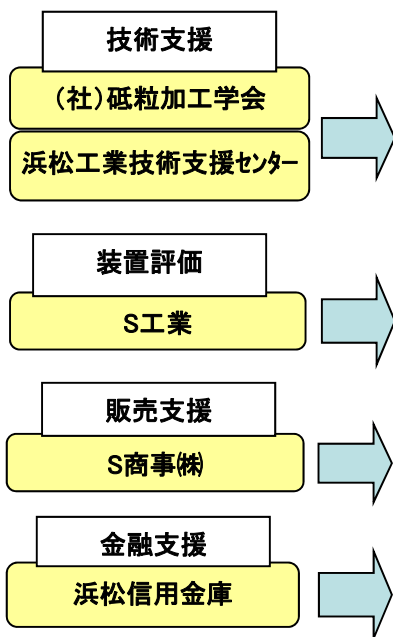 技術支援
（社）砥粒加工学会
浜松工業技術支援ｾﾝﾀｰ
装置評価
S工業
販売支援
S商事㈱
金融支援
浜松信用金庫